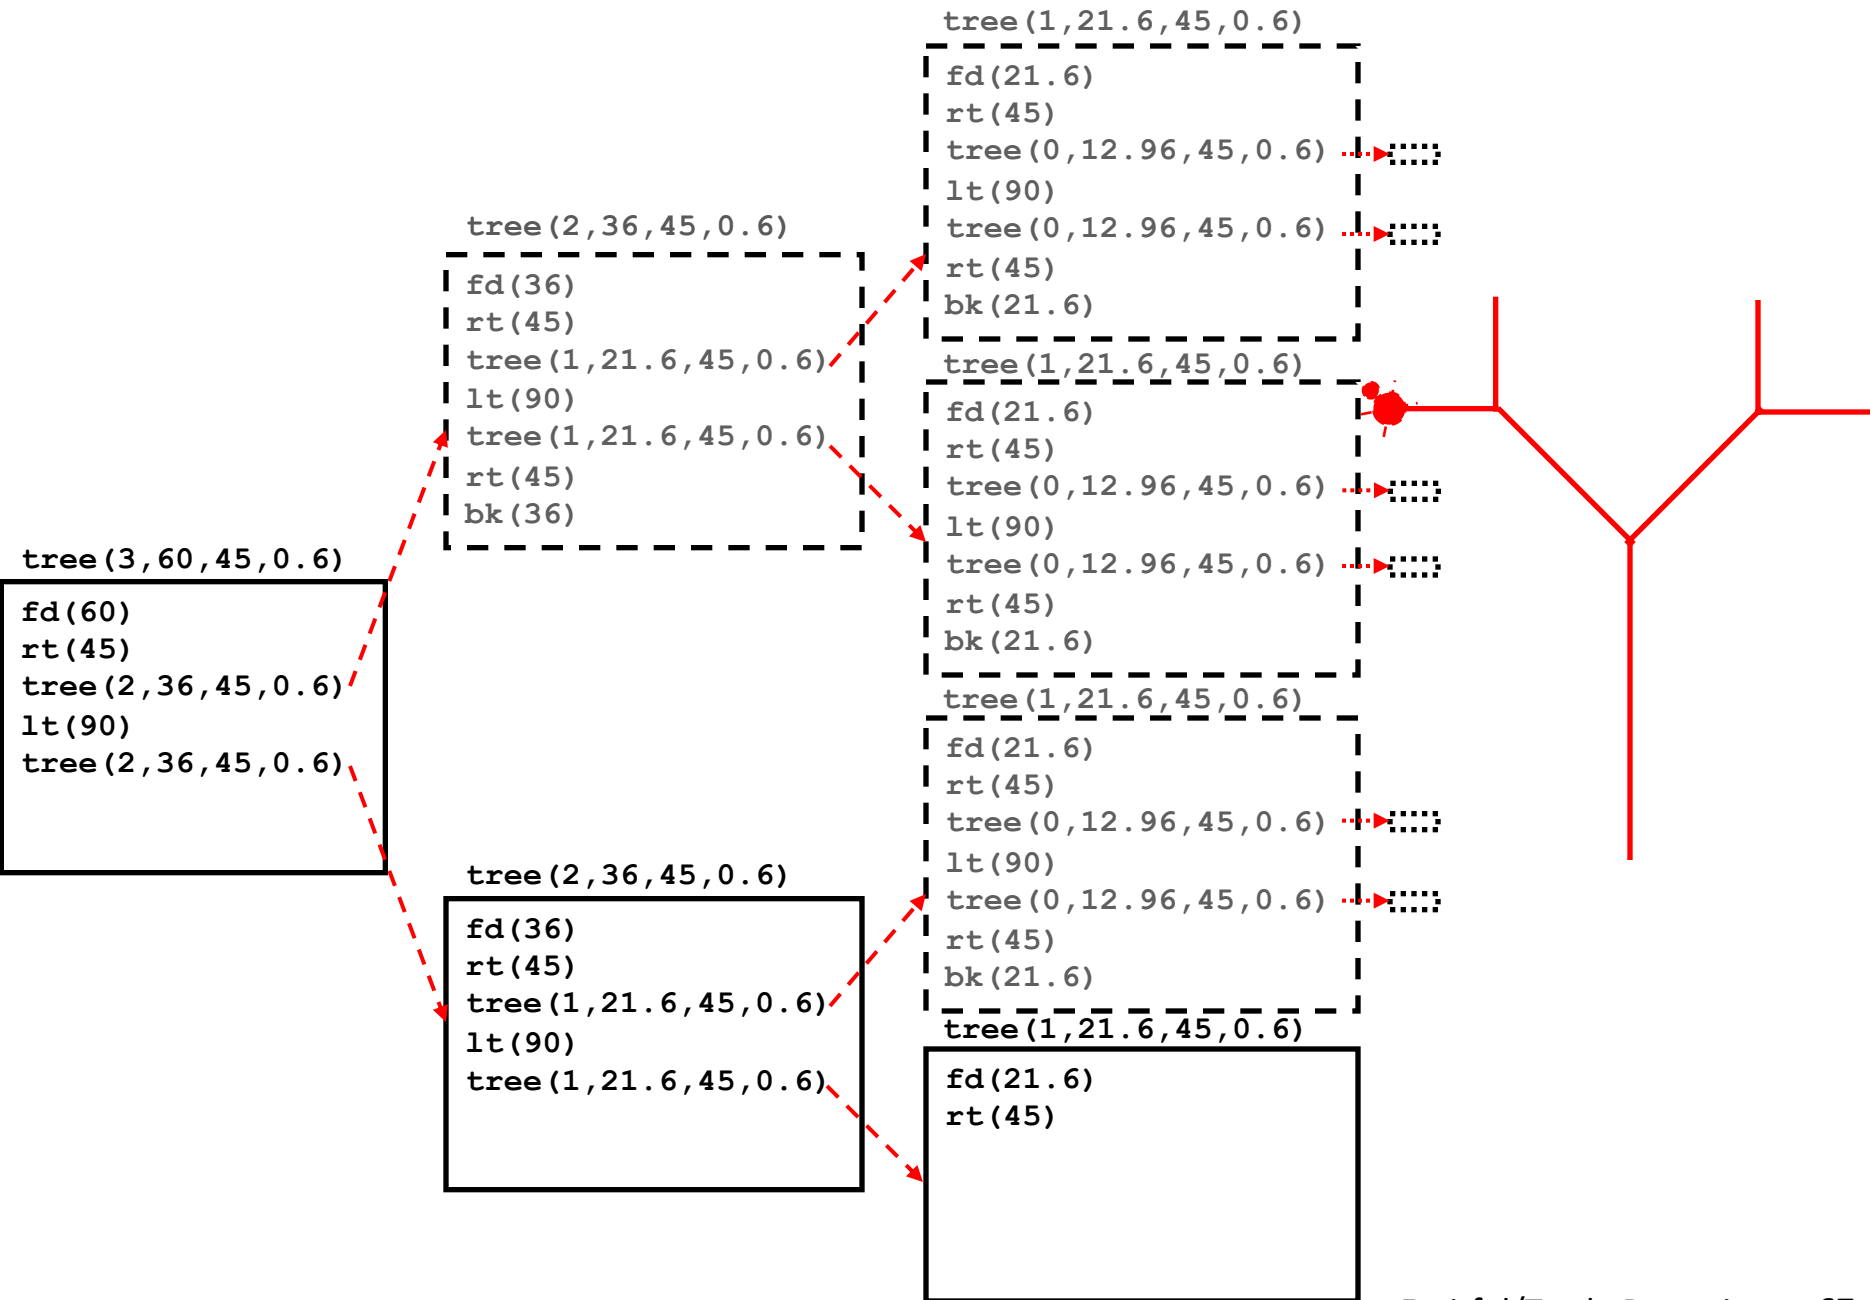 tree(3,60,45,0.6)
fd(60)
rt(45)
tree(2,36,45,0.6)
lt(90)
tree(2,36,45,0.6)
tree(2,36,45,0.6)
fd(36)
rt(45)
tree(1,21.6,45,0.6)
lt(90)
tree(1,21.6,45,0.6)
rt(45)
bk(36)
tree(2,36,45,0.6)
fd(36)
rt(45)
tree(1,21.6,45,0.6)
lt(90)
tree(1,21.6,45,0.6)
tree(1,21.6,45,0.6)
fd(21.6)
rt(45)
tree(0,12.96,45,0.6)
lt(90)
tree(0,12.96,45,0.6)
rt(45)
bk(21.6)
tree(1,21.6,45,0.6)
fd(21.6)
rt(45)
tree(0,12.96,45,0.6)
lt(90)
tree(0,12.96,45,0.6)
rt(45)
bk(21.6)
tree(1,21.6,45,0.6)
fd(21.6)
rt(45)
tree(0,12.96,45,0.6)
lt(90)
tree(0,12.96,45,0.6)
rt(45)
bk(21.6)
tree(1,21.6,45,0.6)
fd(21.6)
rt(45)